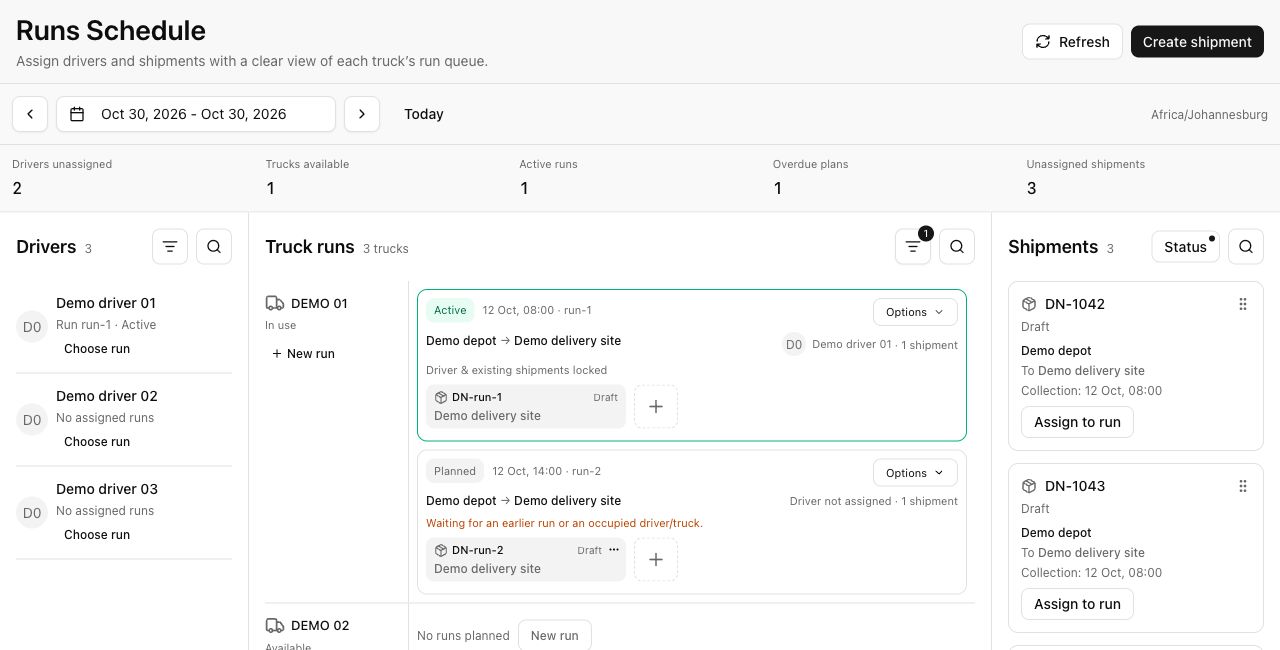 Runs Schedule
Assign drivers and shipments with a clear view of each truck’s run queue.
Refresh
Create shipment
Oct 30, 2026 - Oct 30, 2026
Today
Africa/Johannesburg
Drivers unassigned
2
Trucks available
1
Active runs
1
Overdue plans
1
Unassigned shipments
3
Drivers 3
D0
Demo driver 01
Run run-1 · Active
Choose run
D0
Demo driver 02
No assigned runs
Choose run
D0
Demo driver 03
No assigned runs
Choose run
Truck runs 3 trucks
1
DEMO 01
In use
+ New run
Active 12 Oct, 08:00 · run-1
Options
Demo depot → Demo delivery site
D0 Demo driver 01 · 1 shipment
Driver & existing shipments locked
DN-run-1 Draft
Demo delivery site
+
Planned 12 Oct, 14:00 · run-2
Options
Demo depot → Demo delivery site
Driver not assigned · 1 shipment
Waiting for an earlier run or an occupied driver/truck.
DN-run-2 Draft ···
Demo delivery site
+
DEMO 02
Available
No runs planned
New run
Shipments 3
Status
DN-1042
Draft
Demo depot
To Demo delivery site
Collection: 12 Oct, 08:00
Assign to run
DN-1043
Draft
Demo depot
To Demo delivery site
Collection: 12 Oct, 08:00
Assign to run